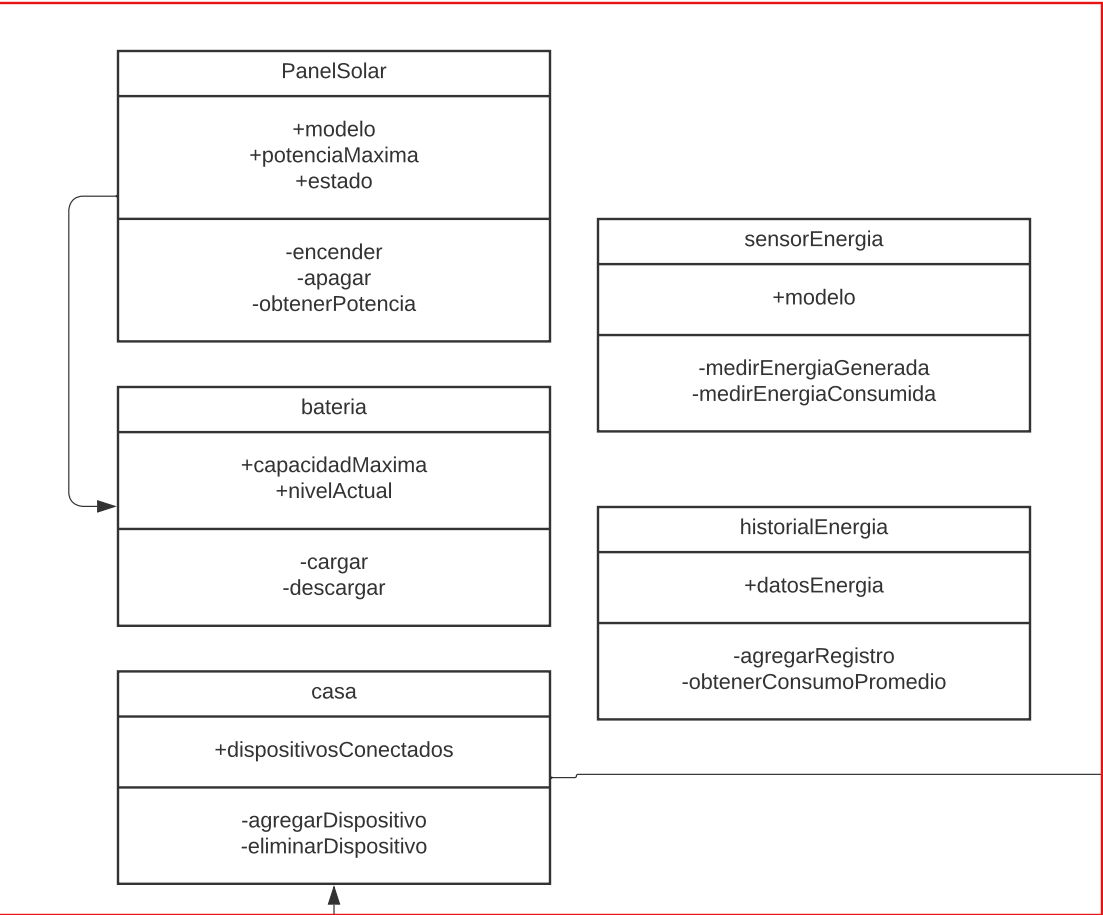 PanelSolar
+modelo
+potenciaMaxima
+estado
-encender
-apagar
-obtenerPotencia
bateria
+capacidadMaxima
+nivelActual
-cargar
-descargar
casa
+dispositivosConectados
-agregarDispositivo
-eliminarDispositivo
sensorEnergia
+modelo
-medirEnergiaGenerada
-medirEnergiaConsumida
historialEnergia
+datosEnergia
-agregarRegistro
-obtenerConsumoPromedio